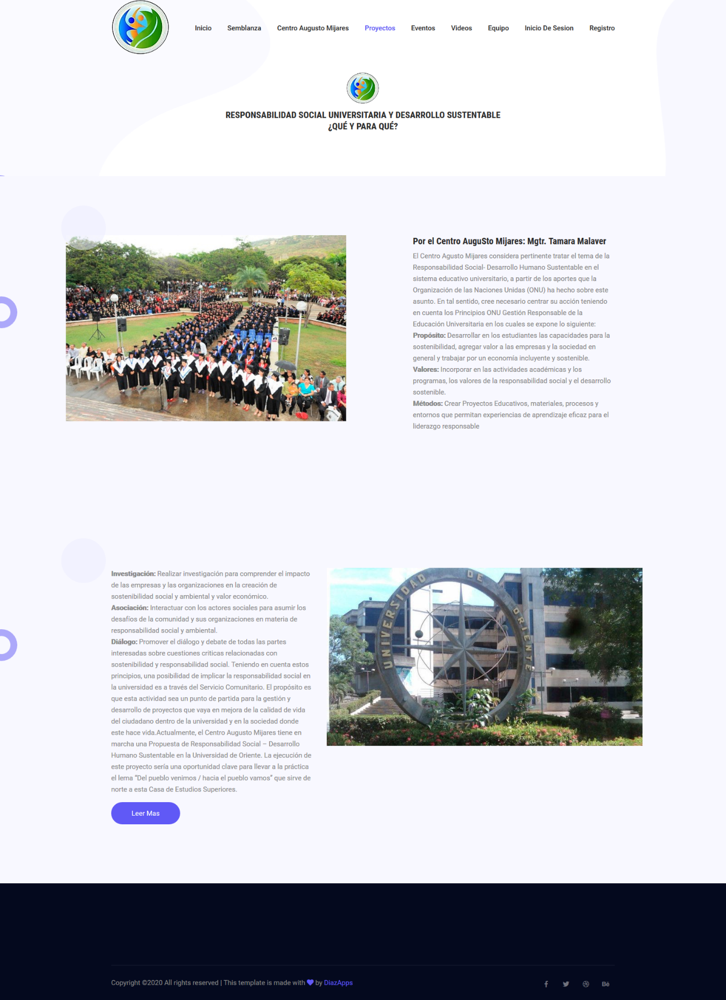 Inicio Semblanza Centro Augusto Mijares Proyectos Eventos Videos Equipo Inicio De Sesion Registro
RESPONSABILIDAD SOCIAL UNIVERSITARIA Y DESARROLLO SUSTENTABLE
¿QUÉ Y PARA QUÉ?
Por el Centro AuguSto Mijares: Mgtr. Tamara Malaver
El Centro Agusto Mijares considera pertinente tratar el tema de la
Responsabilidad Social- Desarrollo Humano Sustentable en el
sistema educativo universitario, a partir de los aportes que la
Organización de las Naciones Unidas (ONU) ha hecho sobre este
asunto. En tal sentido, cree necesario centrar su acción teniendo
en cuenta los Principios ONU Gestión Responsable de la
Educación Universitaria en los cuales se expone lo siguiente:
Propósito: Desarrollar en los estudiantes las capacidades para la
sostenibilidad, agregar valor a las empresas y la sociedad en
general y trabajar por un economía incluyente y sostenible.
Valores: Incorporar en las actividades académicas y los
programas, los valores de la responsabilidad social y el desarrollo
sostenible.
Métodos: Crear Proyectos Educativos, materiales, procesos y
entornos que permitan experiencias de aprendizaje eficaz para el
liderazgo responsable
Investigación: Realizar investigación para comprender el impacto
de las empresas y las organizaciones en la creación de
sostenibilidad social y ambiental y valor económico.
Asociación: Interactuar con los actores sociales para asumir los
desafíos de la comunidad y sus organizaciones en materia de
responsabilidad social y ambiental.
Diálogo: Promover el diálogo y debate de todas las partes
interesadas sobre cuestiones criticas relacionadas con
sostenibilidad y responsabilidad social. Teniendo en cuenta estos
principios, una posibilidad de implicar la responsabilidad social en
la universidad es a través del Servicio Comunitario. El propósito es
que esta actividad sea un punto de partida para la gestión y
desarrollo de proyectos que vaya en mejora de la calidad de vida
del ciudadano dentro de la universidad y en la sociedad donde
este hace vida.Actualmente, el Centro Augusto Mijares tiene en
marcha una Propuesta de Responsabilidad Social – Desarrollo
Humano Sustentable en la Universidad de Oriente. La ejecución de
este proyecto sería una oportunidad clave para llevar a la práctica
el lema “Del pueblo venimos / hacia el pueblo vamos” que sirve de
norte a esta Casa de Estudios Superiores.
Leer Mas
UNIVERSIDAD DE ORIENTE
Copyright ©2020 All rights reserved | This template is made with by DiazApps